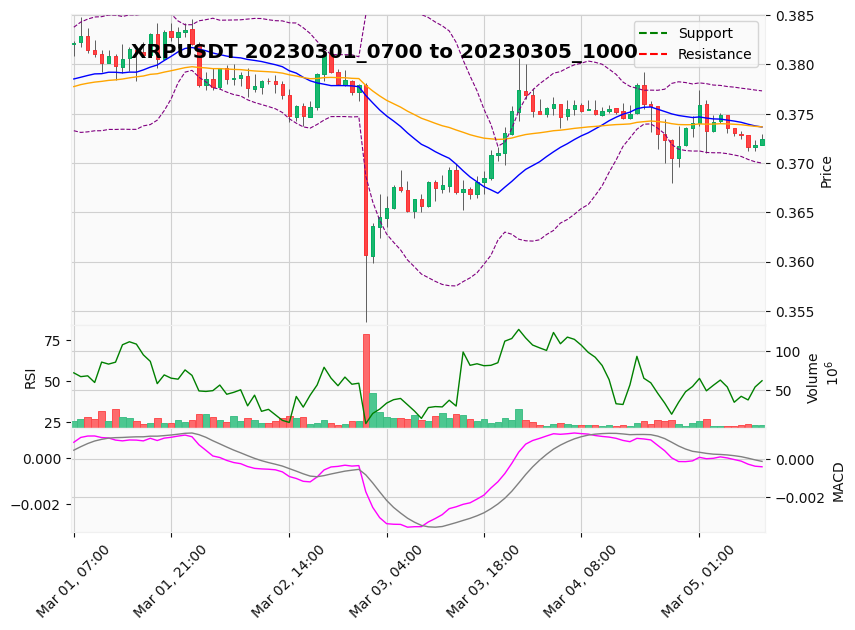 XRPUSDT 20230301_0700 to 20230305_1000
Support
Resistance
0.385
0.380
0.375
0.370
0.365
0.360
0.355
Price
75
50
25
RSI
100
50
Volume
10^6
0.000
−0.002
0.000
−0.002
MACD
Mar 01, 07:00
Mar 01, 21:00
Mar 02, 14:00
Mar 03, 04:00
Mar 03, 18:00
Mar 04, 08:00
Mar 05, 01:00